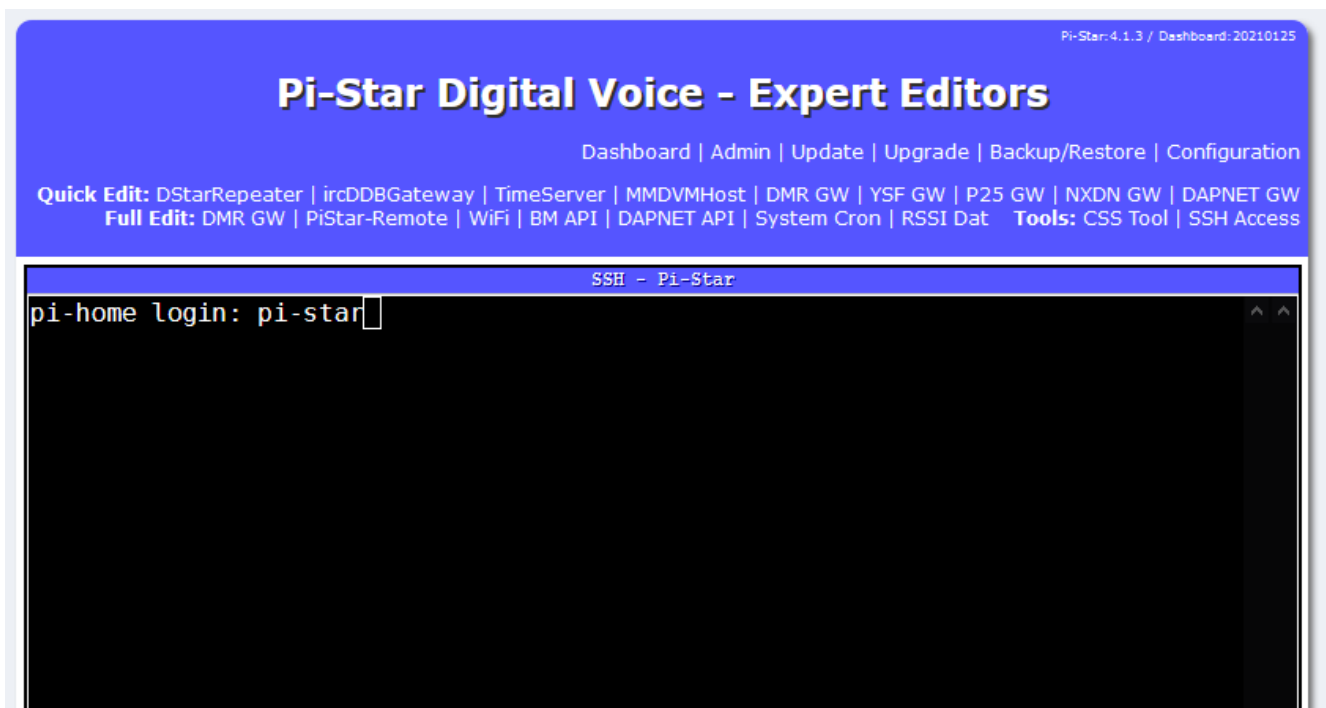 Pi-Star:4.1.3 / Dashboard:20210125
Pi-Star Digital Voice - Expert Editors
Dashboard | Admin | Update | Upgrade | Backup/Restore | Configuration
Quick Edit: DStarRepeater | ircDDBGateway | TimeServer | MMDVMHost | DMR GW | YSF GW | P25 GW | NXDN GW | DAPNET GW
Full Edit: DMR GW | PiStar-Remote | WiFi | BM API | DAPNET API | System Cron | RSSI Dat Tools: CSS Tool | SSH Access
SSH - Pi-Star
pi-home login: pi-star